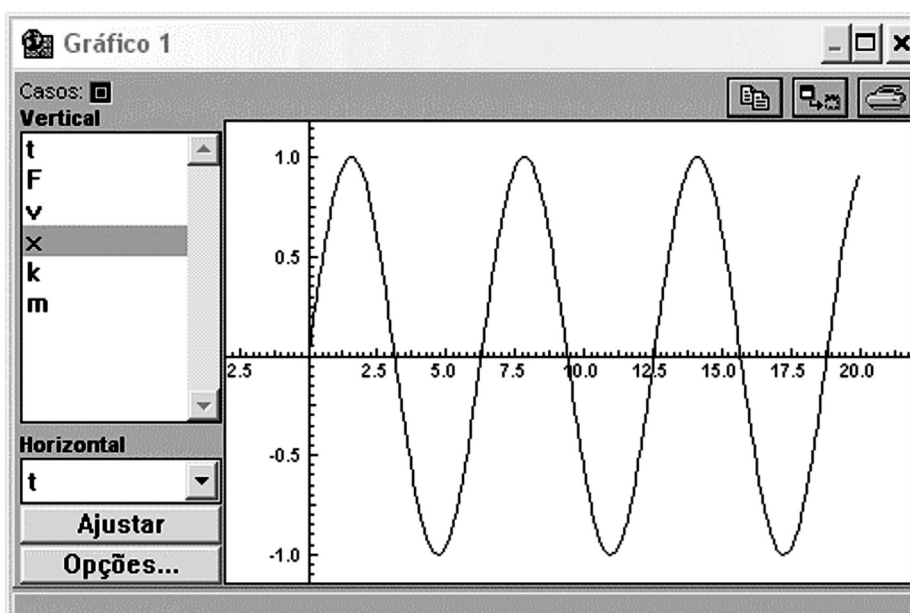 Gráfico 1
Casos:
Vertical
t
F
v
x
k
m
Horizontal
t
Ajustar
Opções...
1.0
0.5
2.5 2.5 5.0 7.5 10.0 12.5 15.0 17.5 20.0
-0.5
-1.0